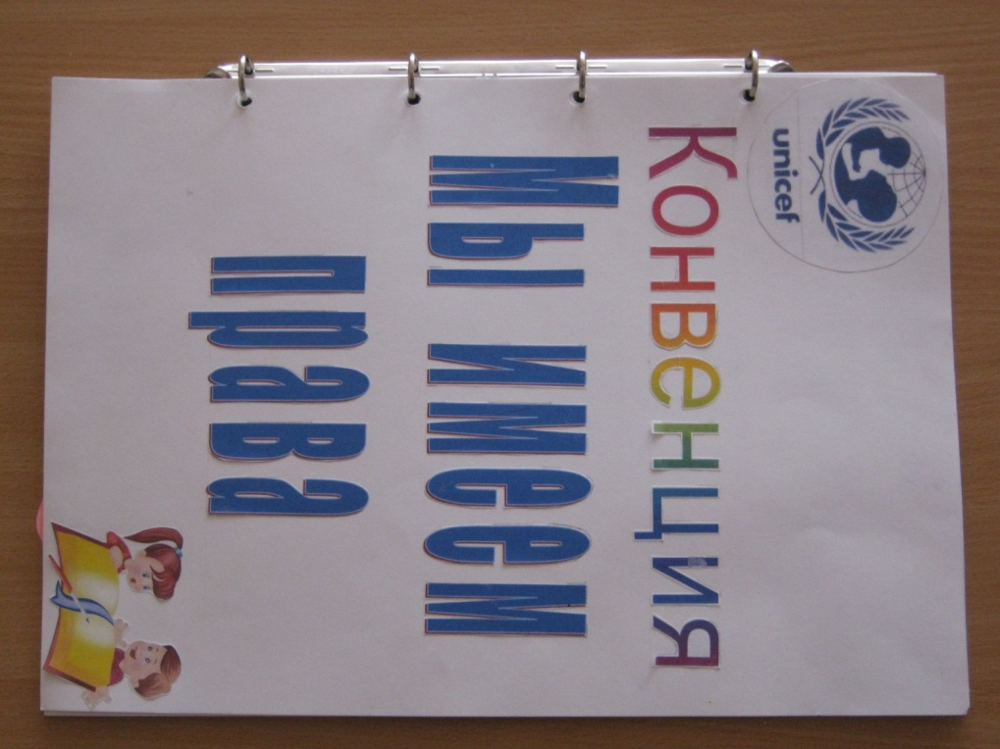 unicef
Конвенция
Мы имеем
права